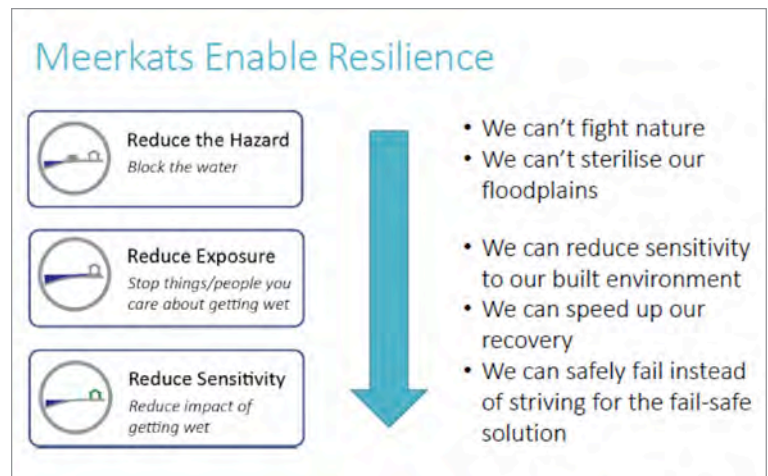 Meerkats Enable Resilience
Reduce the Hazard
Block the water
Reduce Exposure
Stop things/people you
care about getting wet
Reduce Sensitivity
Reduce impact of
getting wet
• We can't fight nature
• We can't sterilise our
floodplains
• We can reduce sensitivity
to our built environment
• We can speed up our
recovery
• We can safely fail instead
of striving for the fail-safe
solution